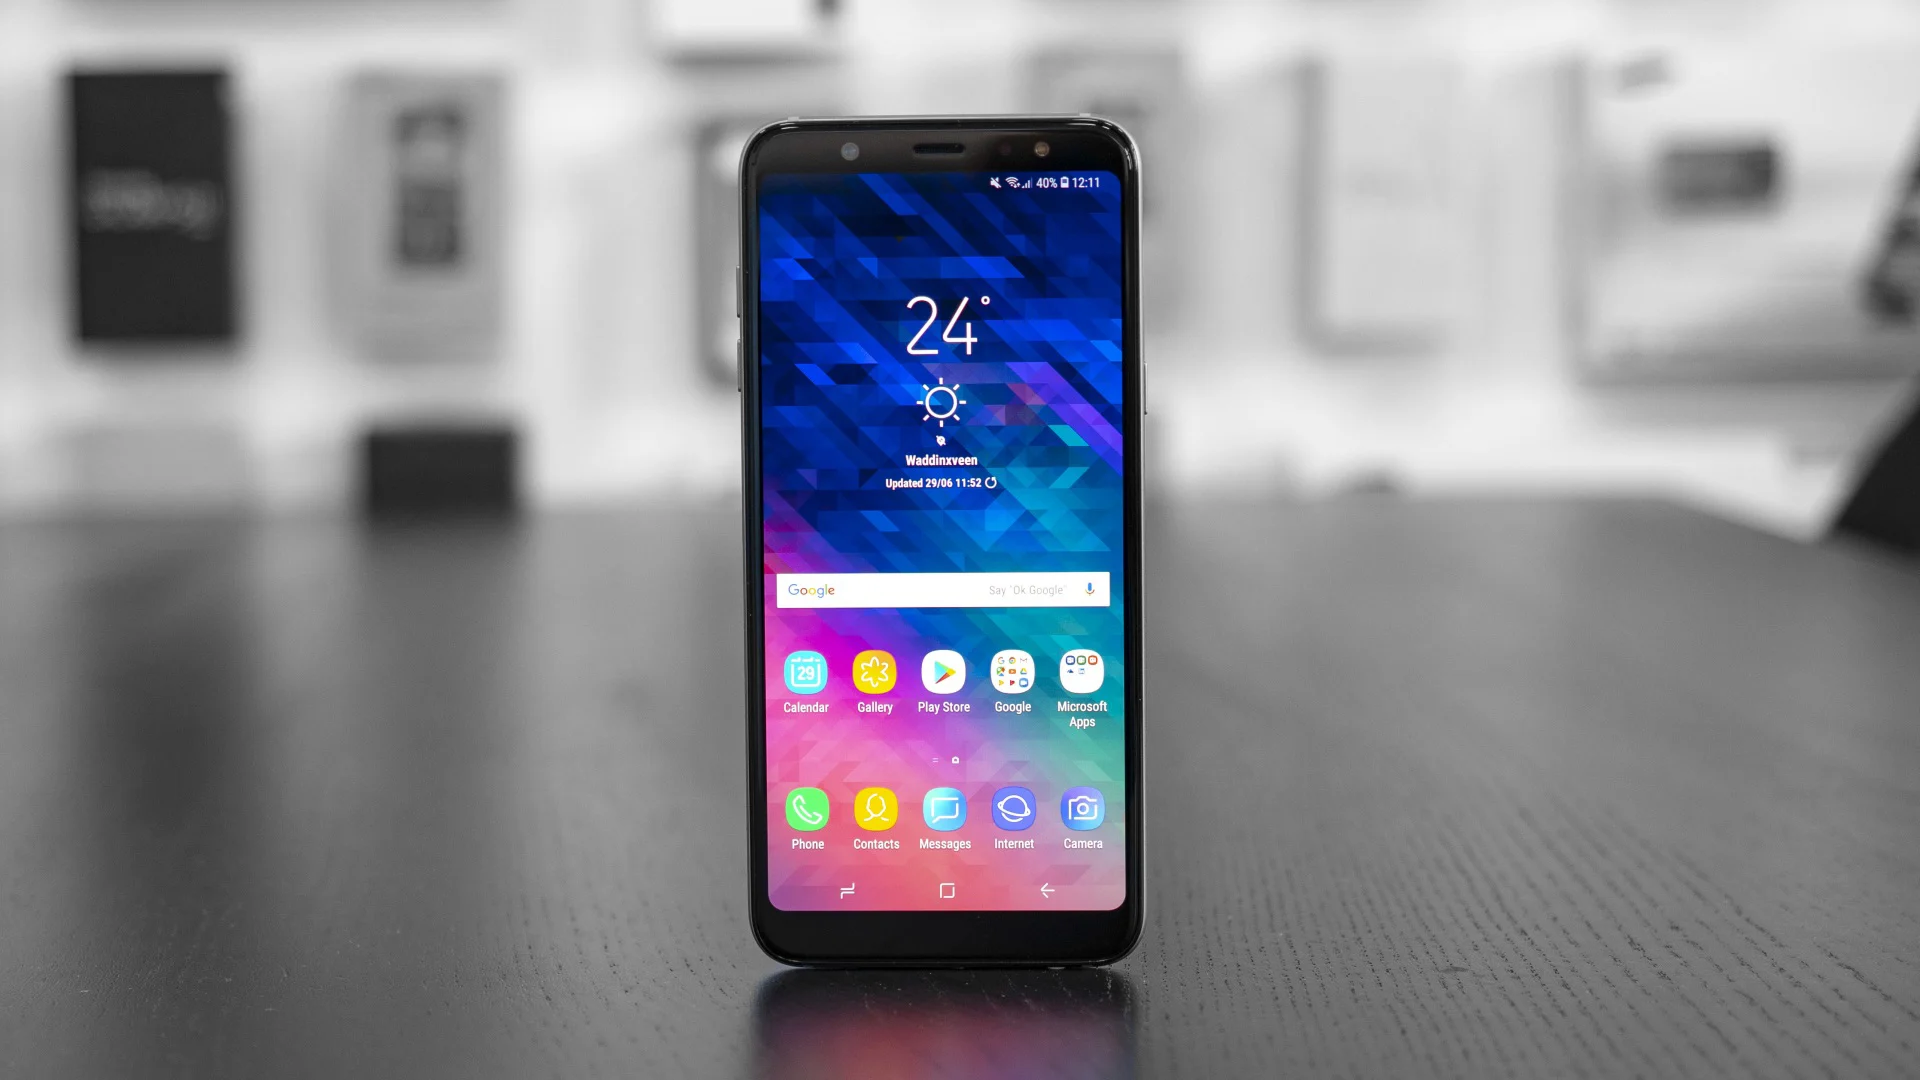 40% 12:11
24°
Waddinxveen
Updated 29/06 11:52
Google Say "Ok Google"
29
Calendar Gallery Play Store Google Microsoft
Apps
Phone Contacts Messages Internet Camera